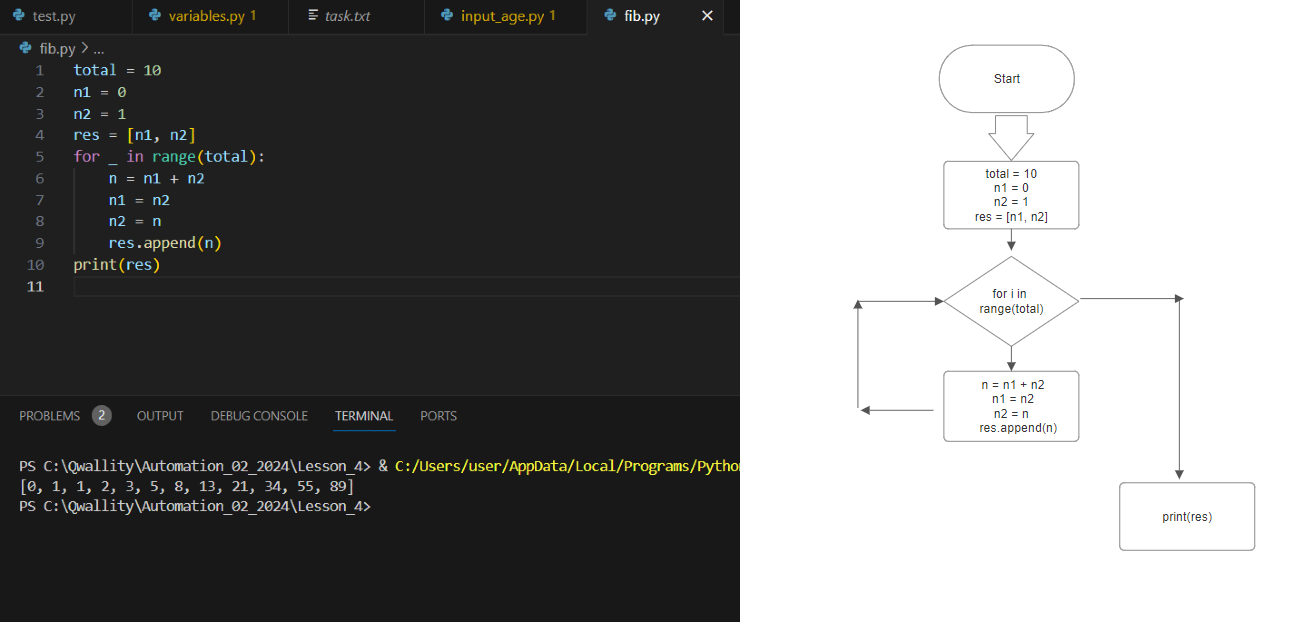 test.py
variables.py 1
task.txt
input_age.py 1
fib.py
fib.py > ...
1 total = 10
2 n1 = 0
3 n2 = 1
4 res = [n1, n2]
5 for _ in range(total):
6 n = n1 + n2
7 n1 = n2
8 n2 = n
9 res.append(n)
10 print(res)
11
PROBLEMS 2 OUTPUT DEBUG CONSOLE TERMINAL PORTS
PS C:\Qwallity\Automation_02_2024\Lesson_4> & C:/Users/user/AppData/Local/Programs/Pytho
[0, 1, 1, 2, 3, 5, 8, 13, 21, 34, 55, 89]
PS C:\Qwallity\Automation_02_2024\Lesson_4>
Start
total = 10
n1 = 0
n2 = 1
res = [n1, n2]
for i in
range(total)
n = n1 + n2
n1 = n2
n2 = n
res.append(n)
print(res)